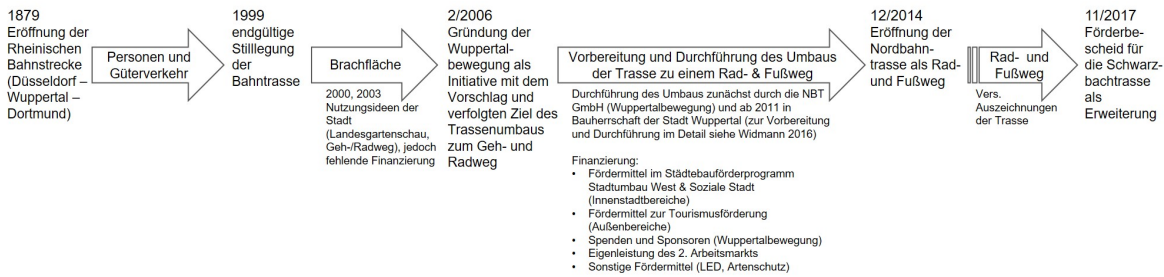 1879
Eröffnung der
Rheinischen
Bahnstrecke
(Düsseldorf –
Wuppertal –
Dortmund)
Personen und
Güterverkehr
1999
endgültige
Stilllegung
der
Bahntrasse
Brachfläche
2000, 2003
Nutzungsideen der
Stadt
(Landesgartenschau,
Geh-/Radweg), jedoch
fehlende Finanzierung
2/2006
Gründung der
Wuppertal-
bewegung als
Initiative mit dem
Vorschlag und
verfolgten Ziel des
Trassenumbaus
zum Geh- und
Radweg
Vorbereitung und Durchführung des Umbaus
der Trasse zu einem Rad- & Fußweg
Durchführung des Umbaus zunächst durch die NBT
GmbH (Wuppertalbewegung) und ab 2011 in
Bauherrschaft der Stadt Wuppertal (zur Vorbereitung
und Durchführung im Detail siehe Widmann 2016)
Finanzierung:
• Fördermittel im Städtebauförderprogramm
Stadtumbau West & Soziale Stadt
(Innenstadtbereiche)
• Fördermittel zur Tourismusförderung
(Außenbereiche)
• Spenden und Sponsoren (Wuppertalbewegung)
• Eigenleistung des 2. Arbeitsmarkts
• Sonstige Fördermittel (LED, Artenschutz)
12/2014
Eröffnung der
Nordbahn-
trasse als Rad-
und Fußweg
Rad- und
Fußweg
Vers.
Auszeichnungen
der Trasse
11/2017
Förderbe-
scheid für
die Schwarz-
bachtrasse
als
Erweiterung